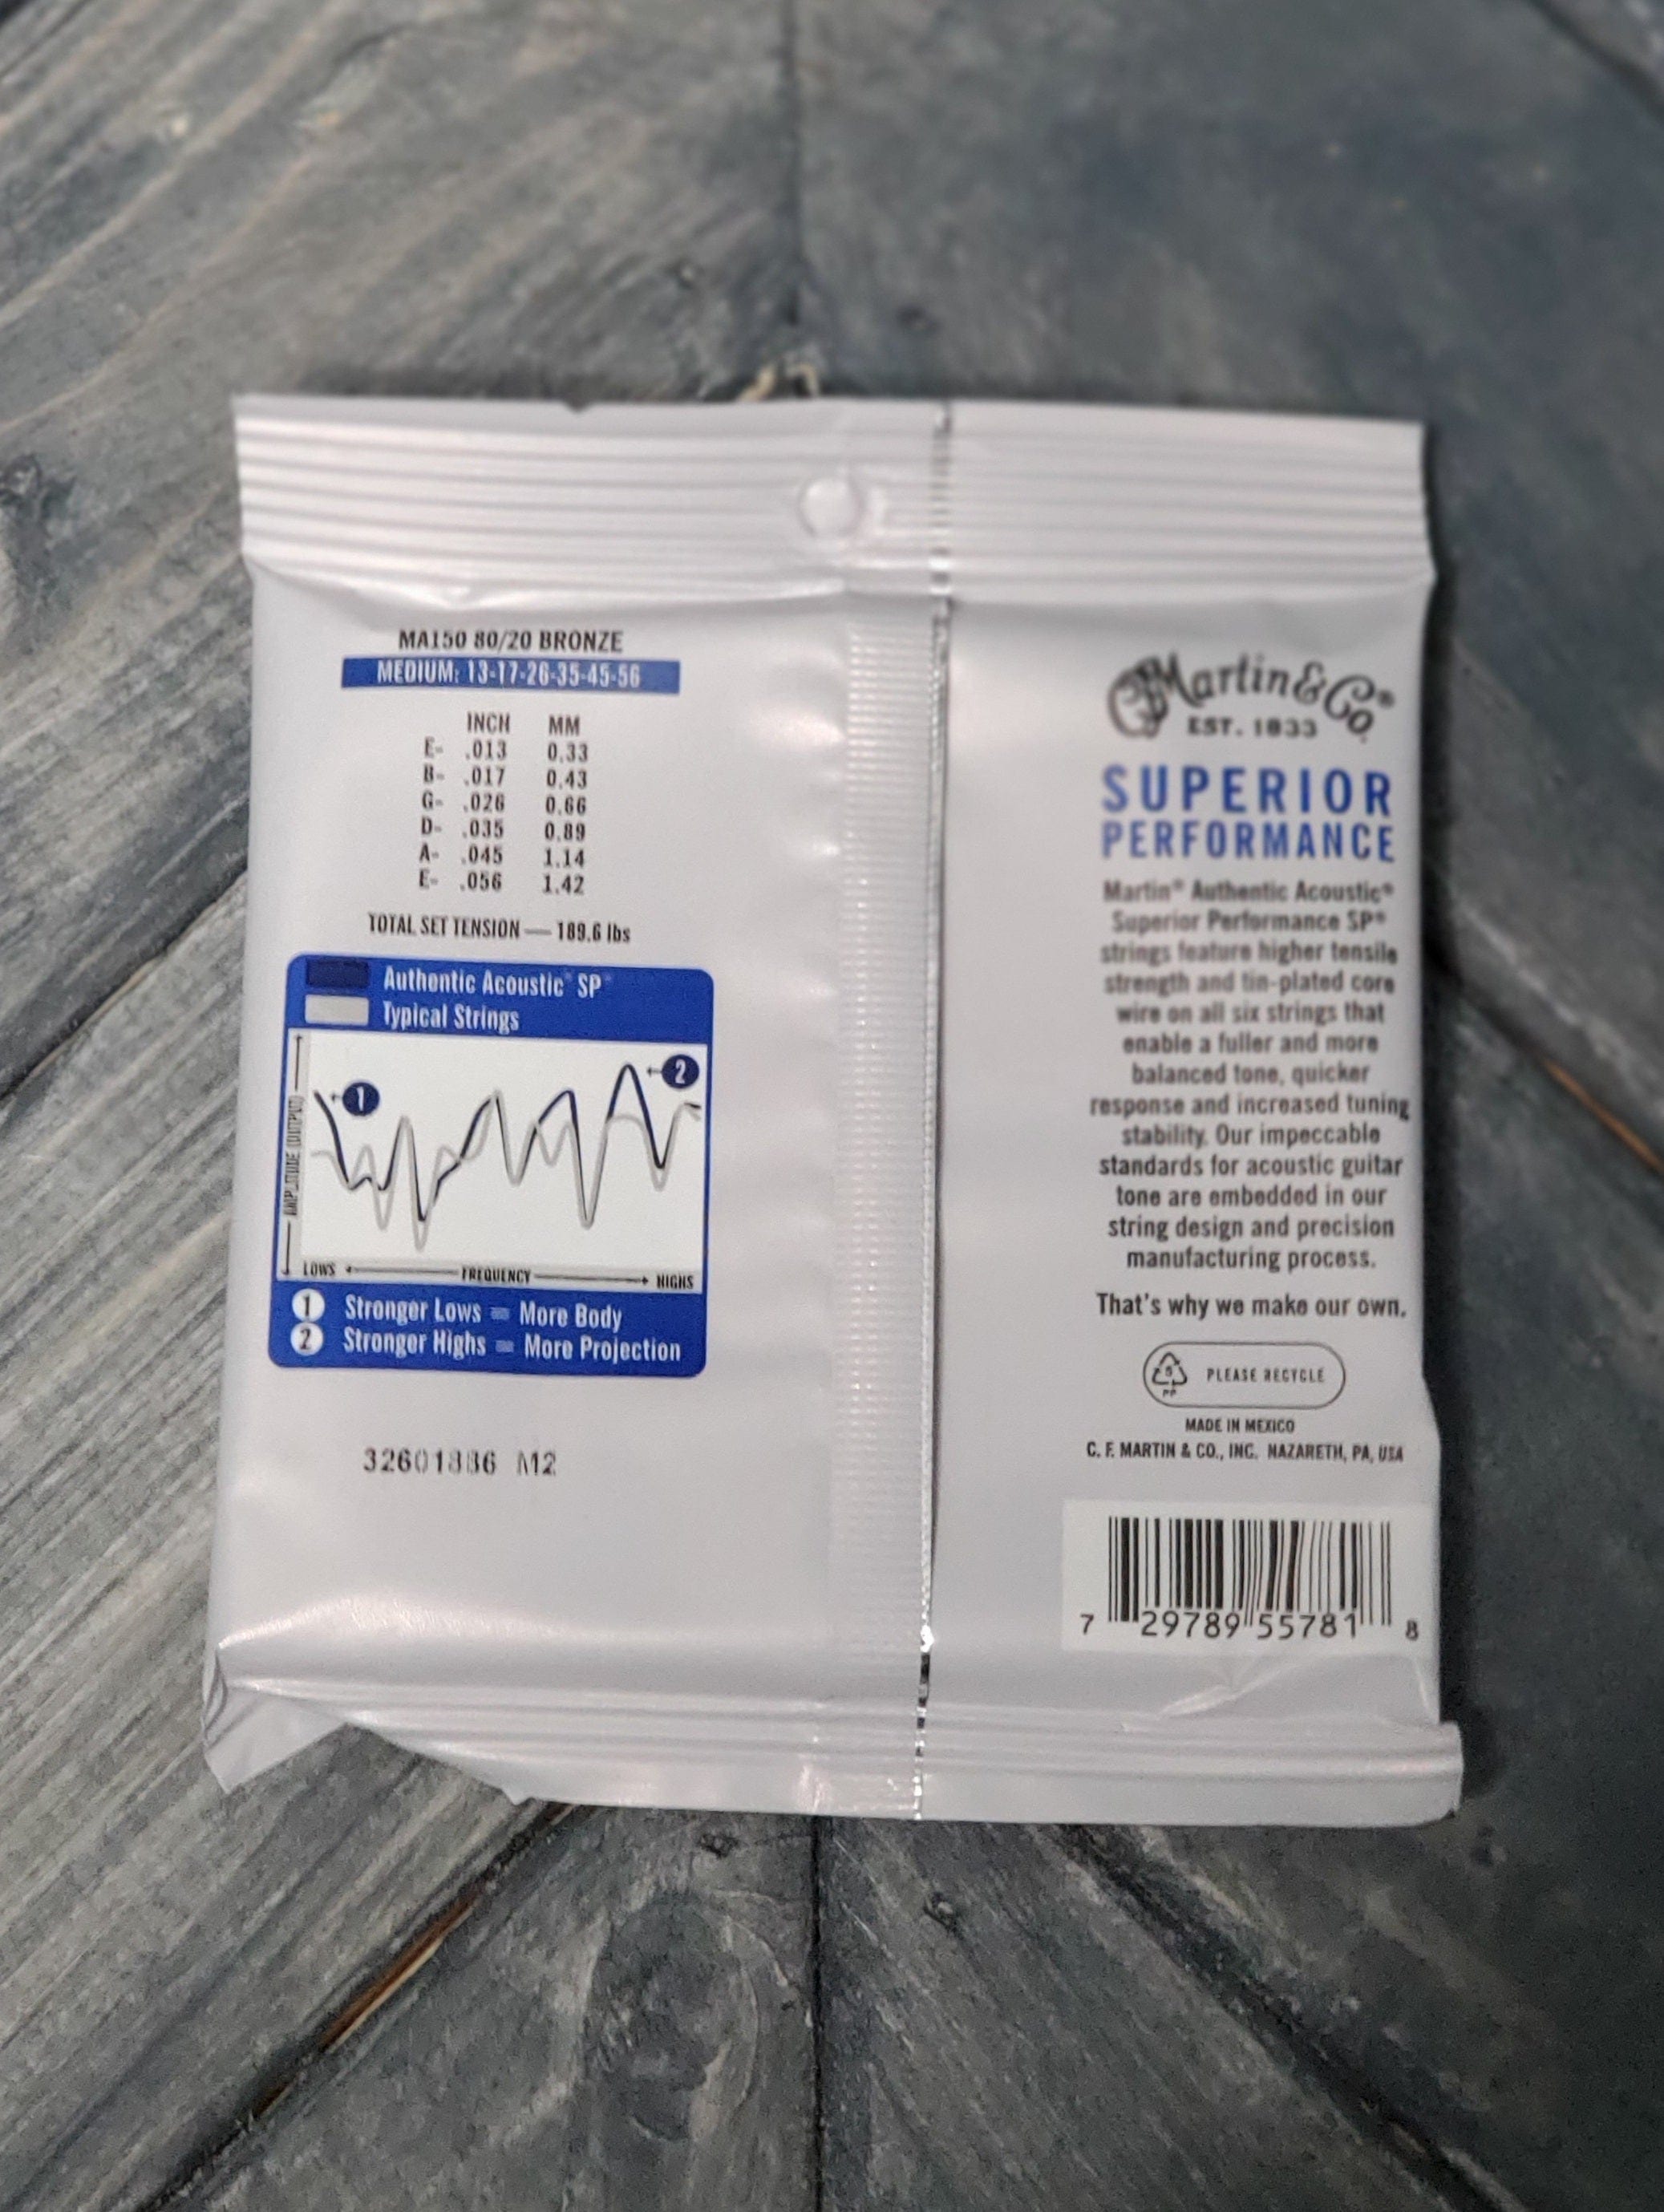 MA150 80/20 BRONZE
MEDIUM: 13-17-26-35-45-56
INCH MM
E- .013 0.33
B- .017 0.43
G- .026 0.66
D- .035 0.89
A- .045 1.14
E- .056 1.42
TOTAL SET TENSION — 189.6 lbs
Authentic Acoustic™ SP™
Typical Strings
1
2
AMPLITUDE (OUTPUT)
LOWS FREQUENCY HIGHS
1 Stronger Lows = More Body
2 Stronger Highs = More Projection
32601886 M2
Martin & Co®
EST. 1833
SUPERIOR
PERFORMANCE
Martin® Authentic Acoustic®
Superior Performance SP®
strings feature higher tensile
strength and tin-plated core
wire on all six strings that
enable a fuller and more
balanced tone, quicker
response and increased tuning
stability. Our impeccable
standards for acoustic guitar
tone are embedded in our
string design and precision
manufacturing process.
That's why we make our own.
5
PP
PLEASE RECYCLE
MADE IN MEXICO
C. F. MARTIN & CO., INC. NAZARETH, PA, USA
7 29789 55781 8